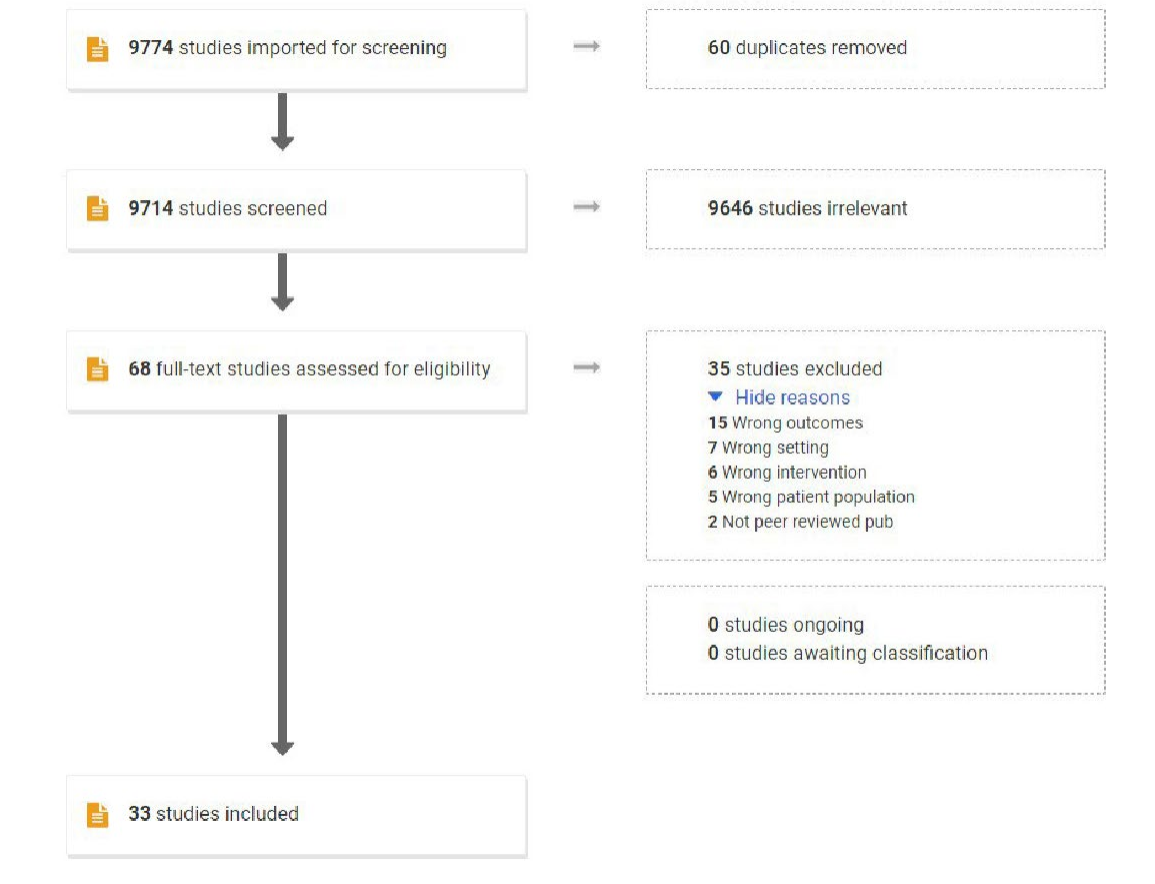 9774 studies imported for screening
60 duplicates removed
9714 studies screened
9646 studies irrelevant
68 full-text studies assessed for eligibility
35 studies excluded
Hide reasons
15 Wrong outcomes
7 Wrong setting
6 Wrong intervention
5 Wrong patient population
2 Not peer reviewed pub
0 studies ongoing
0 studies awaiting classification
33 studies included